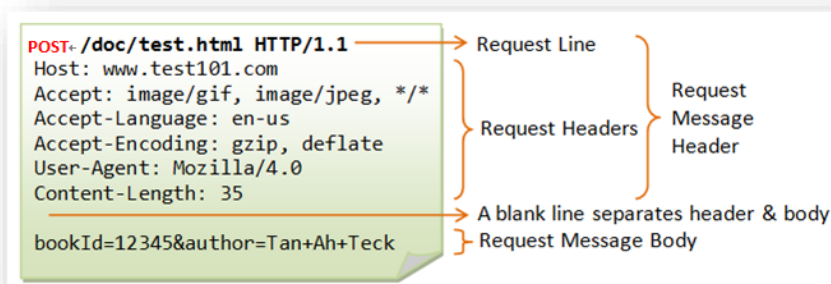 POST← /doc/test.html HTTP/1.1
Host: www.test101.com
Accept: image/gif, image/jpeg, */*
Accept-Language: en-us
Accept-Encoding: gzip, deflate
User-Agent: Mozilla/4.0
Content-Length: 35
bookId=12345&author=Tan+Ah+Teck
Request Line
Request Headers
Request
Message
Header
A blank line separates header & body
Request Message Body